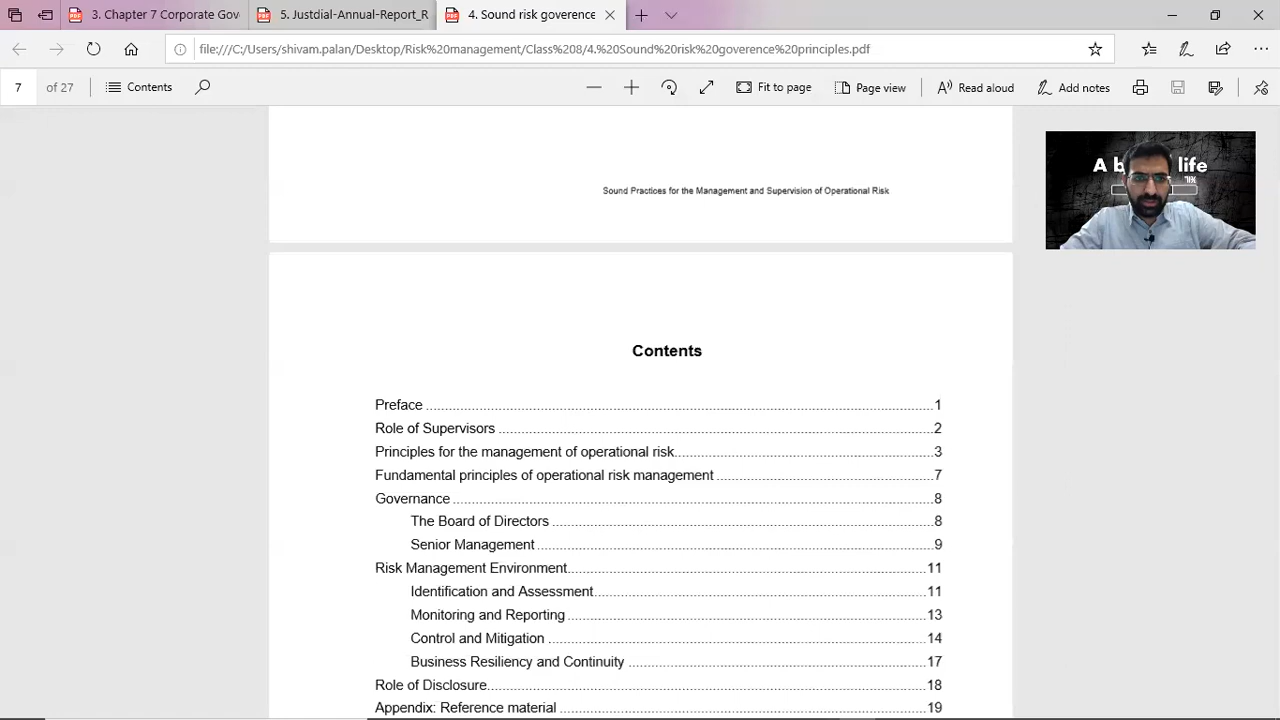 3. Chapter 7 Corporate Gov
5. Justdial-Annual-Report_R
4. Sound risk goverence
file:///C:/Users/shivam.palan/Desktop/Risk%20management/Class%208/4.%20Sound%20risk%20goverence%20principles.pdf
7 of 27
Contents
Fit to page
Page view
Read aloud
Add notes
Sound Practices for the Management and Supervision of Operational Risk
A b life
Contents
Preface 1
Role of Supervisors 2
Principles for the management of operational risk 3
Fundamental principles of operational risk management 7
Governance 8
The Board of Directors 8
Senior Management 9
Risk Management Environment 11
Identification and Assessment 11
Monitoring and Reporting 13
Control and Mitigation 14
Business Resiliency and Continuity 17
Role of Disclosure 18
Appendix: Reference material 19